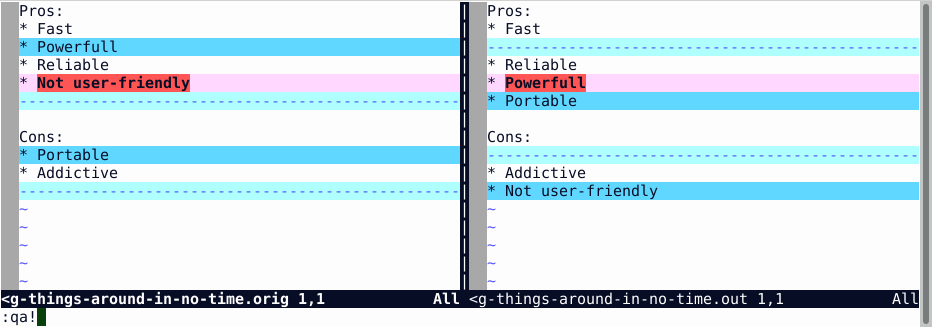 Pros:
* Fast
* Powerfull
* Reliable
* Not user-friendly
-------------------------------------------------
Cons:
* Portable
* Addictive
-------------------------------------------------
~
~
~
~
~
<g-things-around-in-no-time.orig 1,1 All
:qa!
Pros:
* Fast
------------------------------------------------
* Reliable
* Powerfull
* Portable
Cons:
------------------------------------------------
* Addictive
* Not user-friendly
~
~
~
~
~
<g-things-around-in-no-time.out 1,1 All